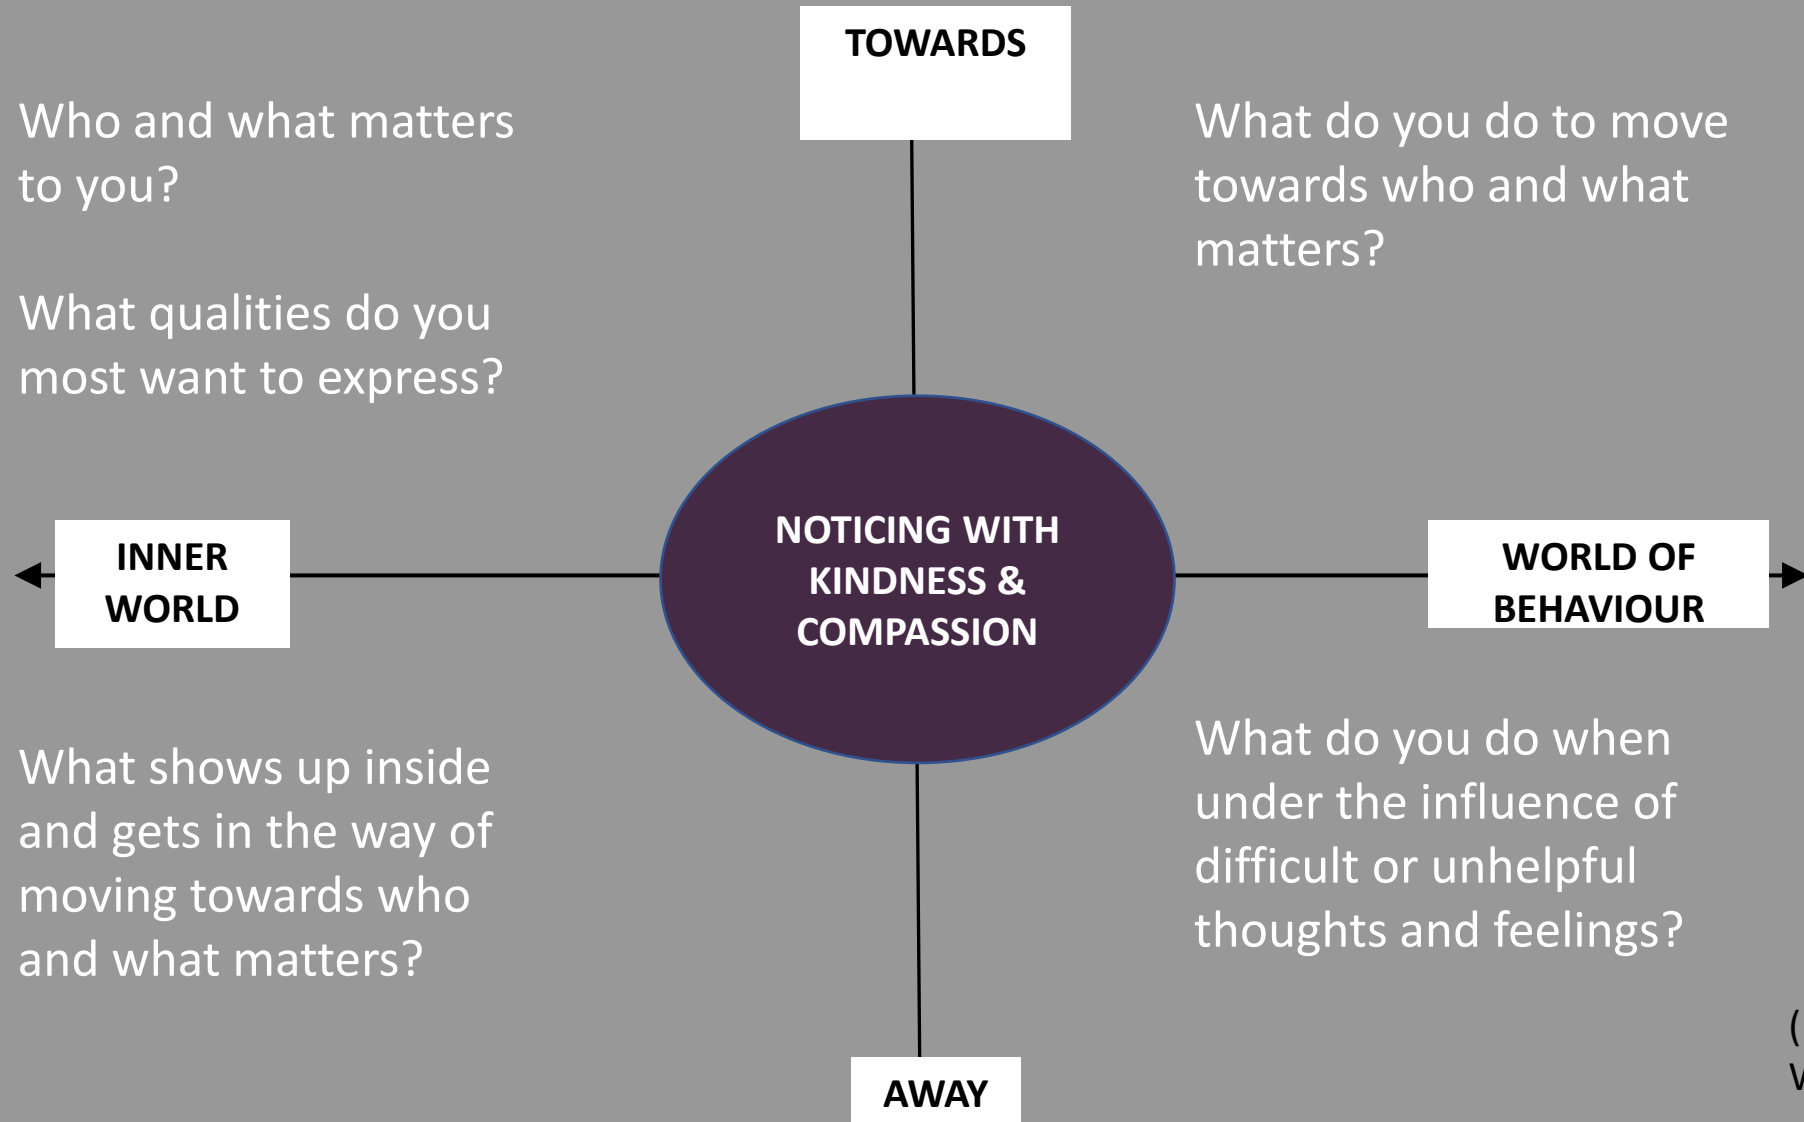 TOWARDS
Who and what matters
to you?
What qualities do you
most want to express?
What do you do to move
towards who and what
matters?
INNER
WORLD
NOTICING WITH
KINDNESS &
COMPASSION
WORLD OF
BEHAVIOUR
What shows up inside
and gets in the way of
moving towards who
and what matters?
What do you do when
under the influence of
difficult or unhelpful
thoughts and feelings?
AWAY